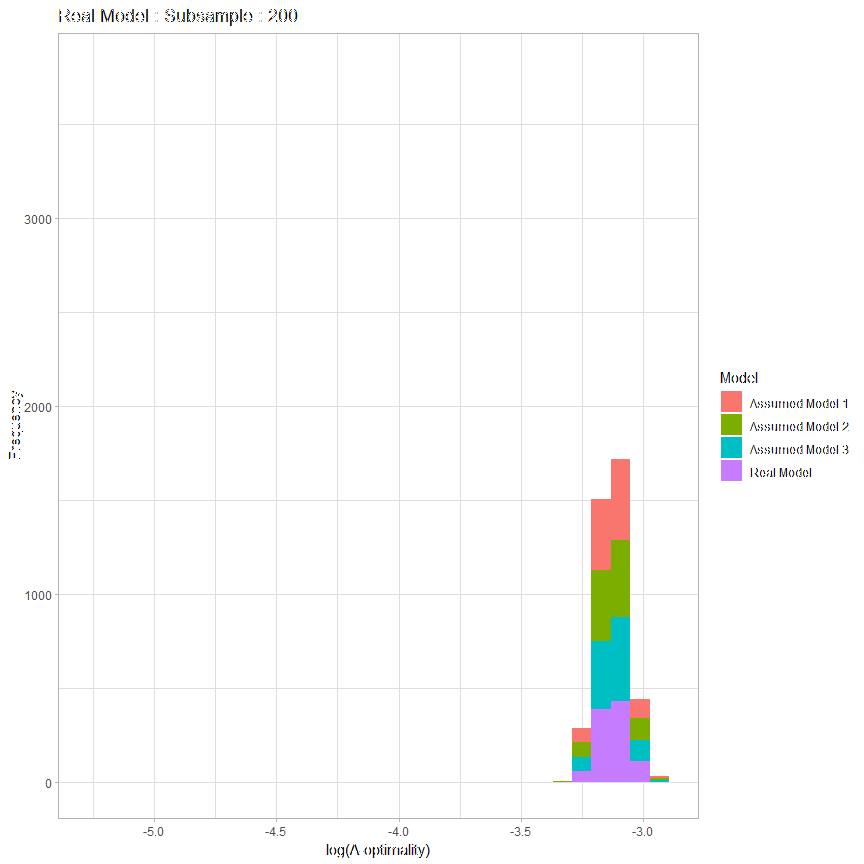 Real Model : Subsample : 200
3000
2000
1000
0
Frequency
-5.0
-4.5
-4.0
-3.5
-3.0
log(A-optimality)
Model
Assumed Model 1
Assumed Model 2
Assumed Model 3
Real Model